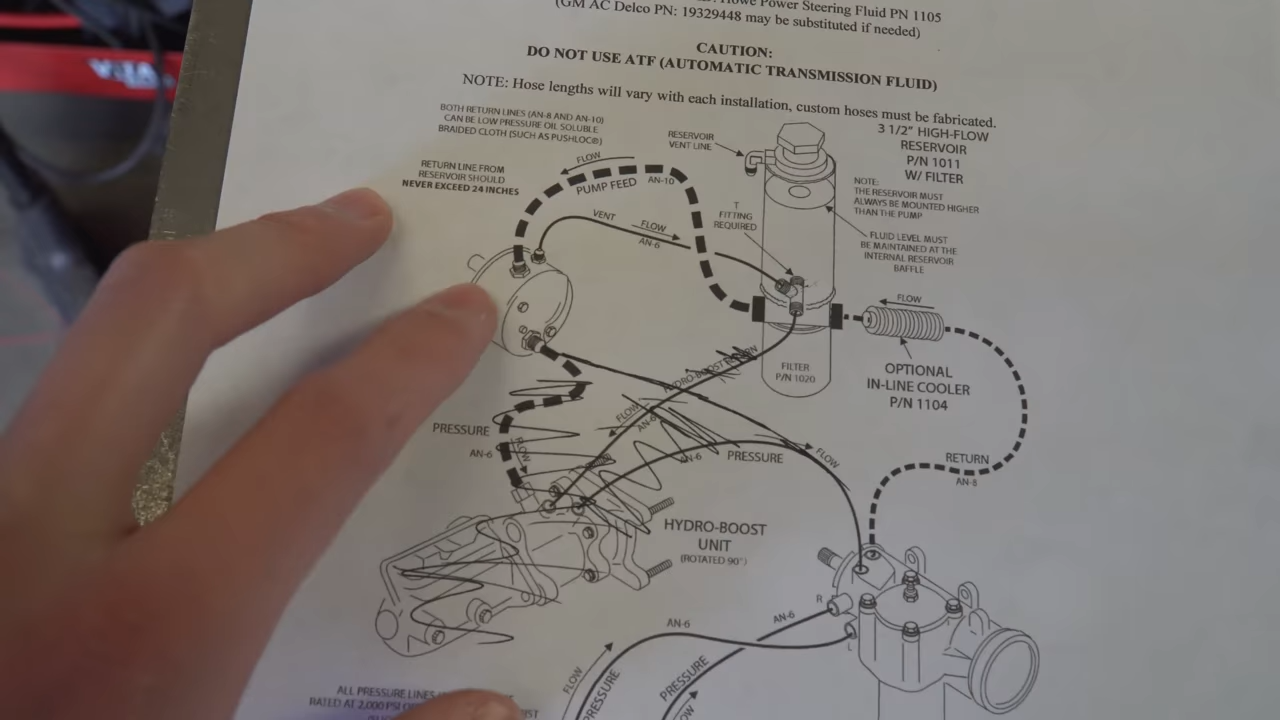 Howe Power Steering Fluid PN 1105
(GM AC Delco PN: 19329448 may be substituted if needed)
CAUTION:
DO NOT USE ATF (AUTOMATIC TRANSMISSION FLUID)
NOTE: Hose lengths will vary with each installation, custom hoses must be fabricated.
BOTH RETURN LINES (AN-8 AND AN-10)
CAN BE LOW PRESSURE OIL SOLUBLE
BRAIDED CLOTH (SUCH AS PUSHLOC®)
RESERVOIR
VENT LINE
3 1/2" HIGH-FLOW
RESERVOIR
P/N 1011
W/ FILTER
RETURN LINE FROM
RESERVOIR SHOULD
NEVER EXCEED 24 INCHES
FLOW
PUMP FEED
AN-10
NOTE:
THE RESERVOIR MUST
ALWAYS BE MOUNTED HIGHER
THAN THE PUMP
VENT
FLOW
AN-6
T
FITTING
REQUIRED
FLUID LEVEL MUST
BE MAINTAINED AT THE
INTERNAL RESERVOIR
BAFFLE
FLOW
HYDRO-BOOST RETURN
FILTER
P/N 1020
OPTIONAL
IN-LINE COOLER
P/N 1104
FLOW
AN-6
PRESSURE
AN-6
FLOW
AN-6
PRESSURE
FLOW
RETURN
AN-8
HYDRO-BOOST
UNIT
(ROTATED 90°)
R
L
AN-6
AN-6
FLOW
PRESSURE
PRESSURE
FLOW
ALL PRESSURE LINES
RATED AT 2,000 PSI